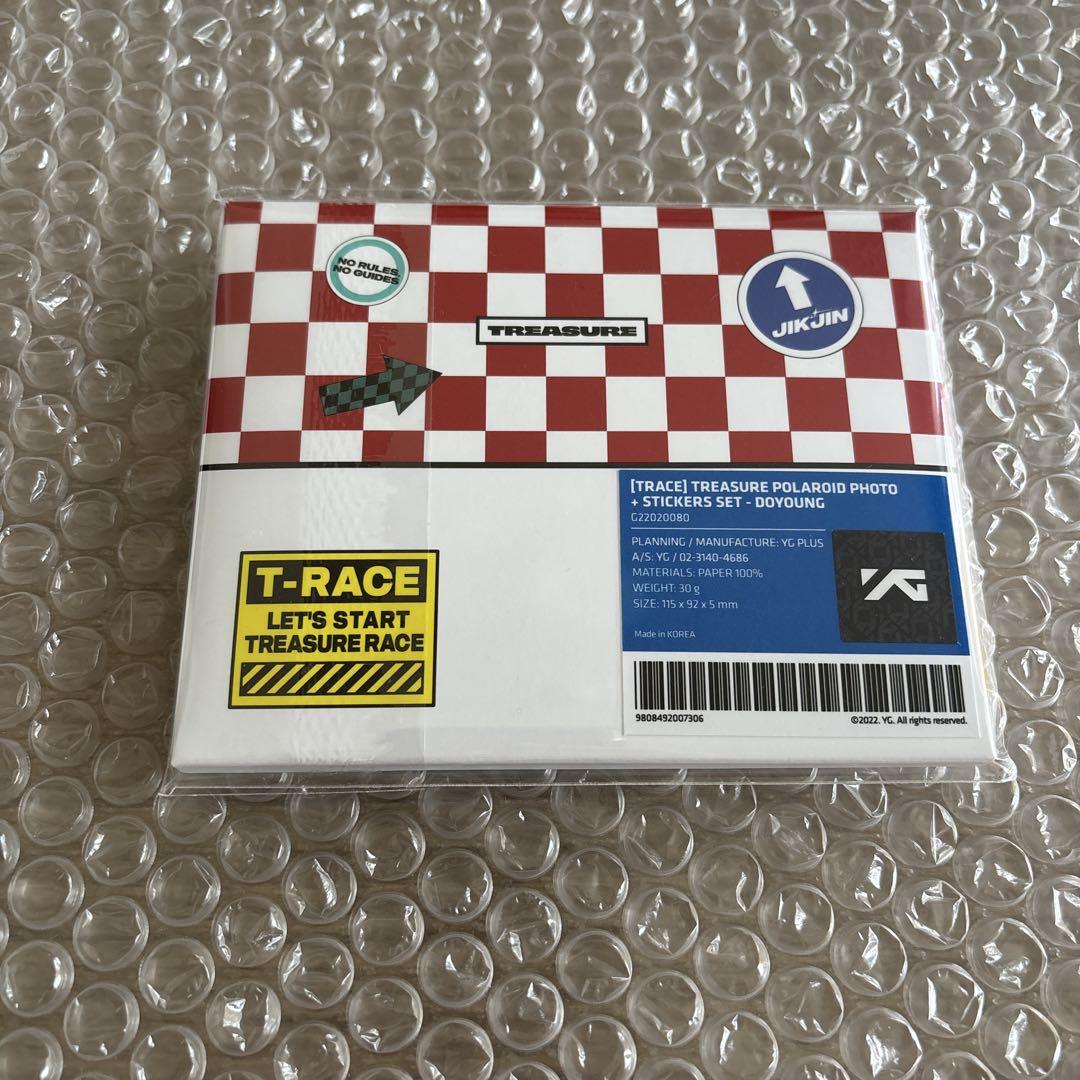 NO RULES,
NO GUIDES
TREASURE
JIKJIN
T-RACE
LET'S START
TREASURE RACE
[TRACE] TREASURE POLAROID PHOTO
+ STICKERS SET - DOYOUNG
G22020080
PLANNING / MANUFACTURE: YG PLUS
A/S: YG / 02-3140-4686
MATERIALS: PAPER 100%
WEIGHT: 30 g
SIZE: 115 x 92 x 5 mm
Made in KOREA
YG
9808492007306
©2022. YG. All rights reserved.